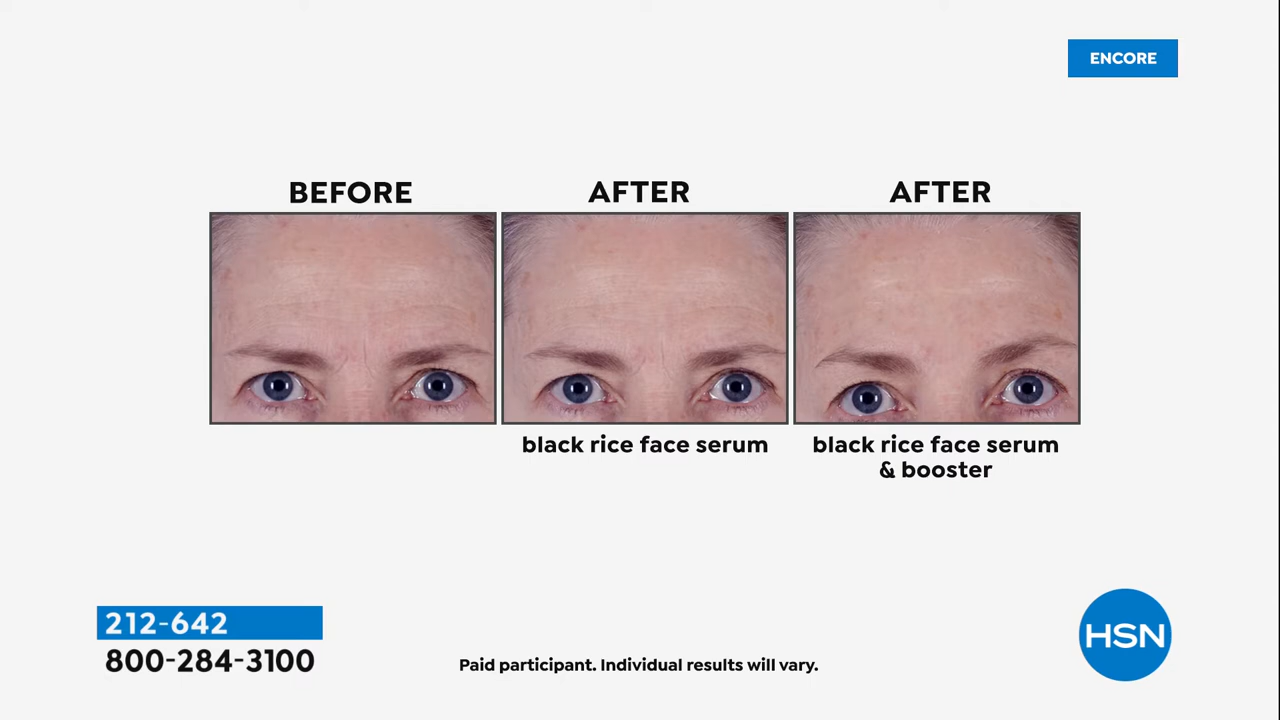 ENCORE
BEFORE
AFTER
AFTER
black rice face serum
black rice face serum
& booster
212-642
800-284-3100
Paid participant. Individual results will vary.
HSN